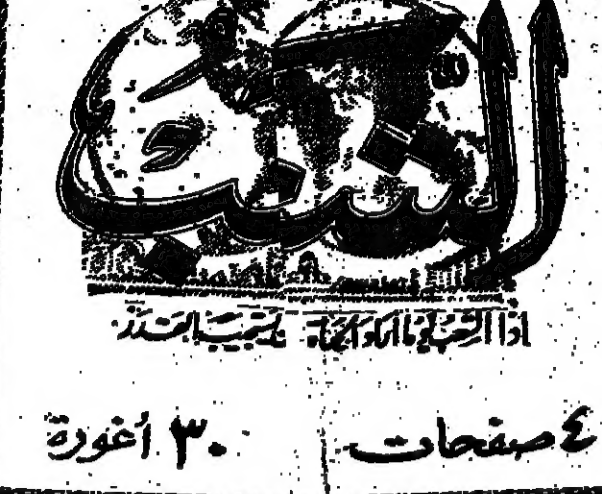 الشعب
اذا الشعب يوما اراد الحياة يستجيب القدر
٤ صفحات ٣٠ أغورة